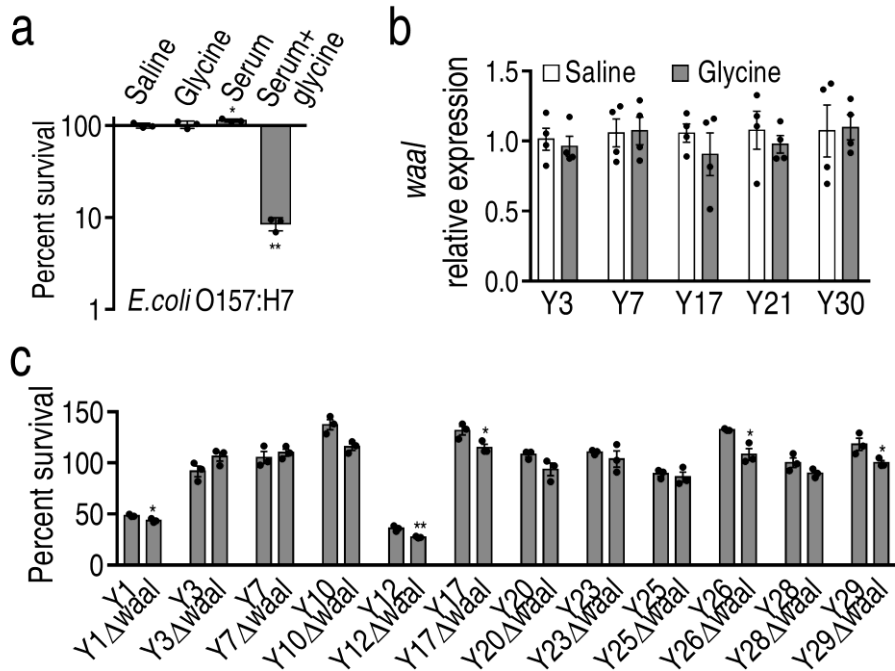 a
Percent survival
Saline
Glycine
Serum
Serum+
glycine
100
10
1
*
**
E.coli O157:H7
b
waal
relative expression
Saline
Glycine
1.5
1.0
0.5
0.0
Y3
Y7
Y17
Y21
Y30
c
Percent survival
150
100
50
0
*
**
*
*
*
Y1
Y1Δwaal
Y3
Y3Δwaal
Y7
Y7Δwaal
Y10
Y10Δwaal
Y12
Y12Δwaal
Y17
Y17Δwaal
Y20
Y20Δwaal
Y23
Y23Δwaal
Y25
Y25Δwaal
Y26
Y26Δwaal
Y28
Y28Δwaal
Y29
Y29Δwaal